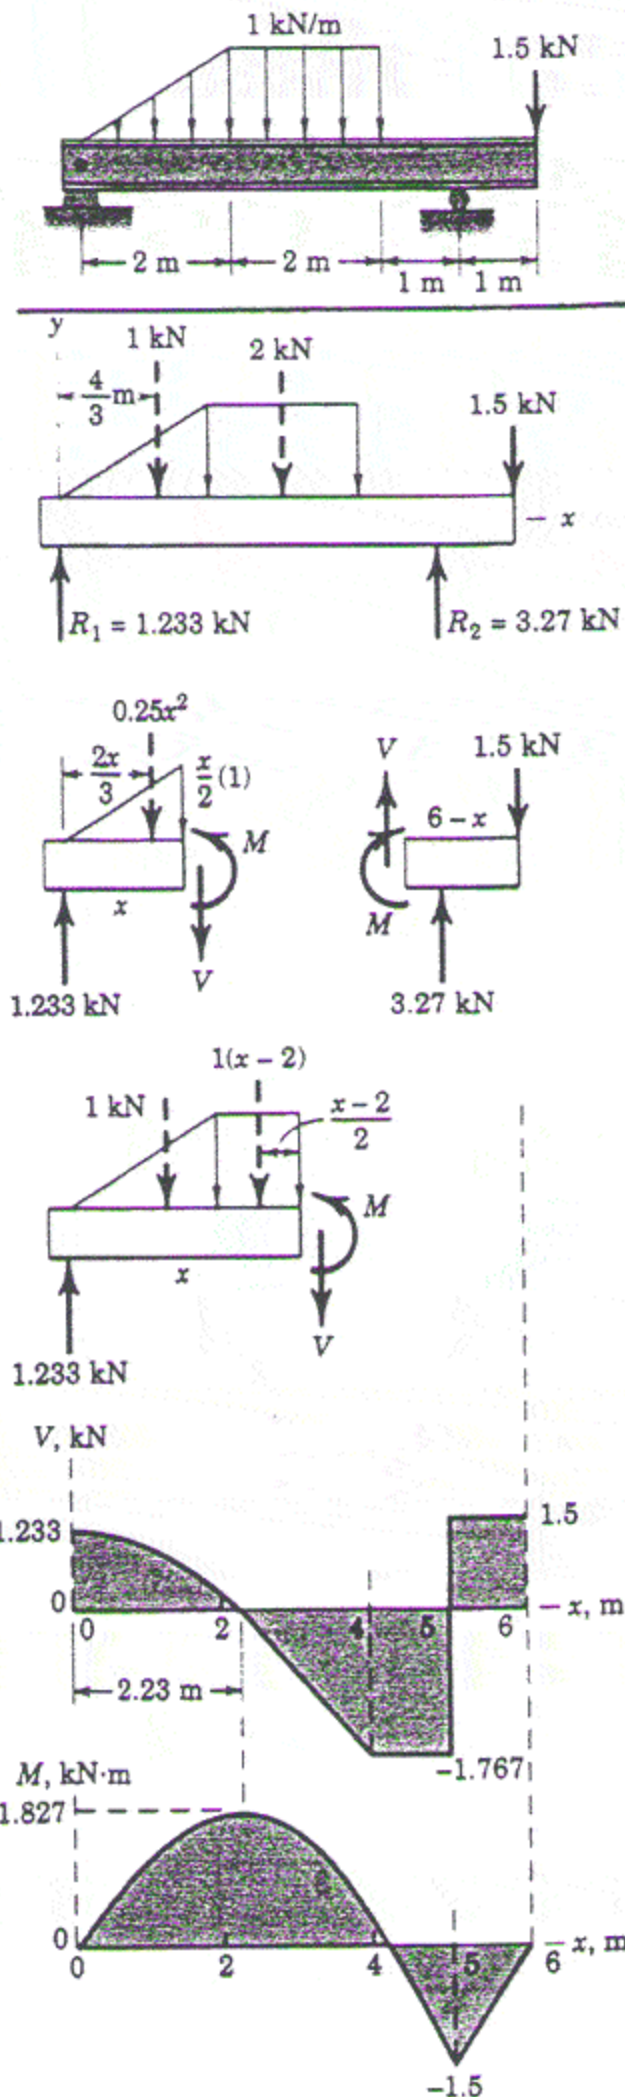 1 kN/m
1.5 kN
2 m 2 m 1 m 1 m
y
1 kN 2 kN
4/3 m
1.5 kN
x
R₁ = 1.233 kN R₂ = 3.27 kN
0.25x²
2x/3 x/2 (1) M
x
V
1.233 kN
V 1.5 kN
6 – x
M
3.27 kN
1(x – 2)
1 kN x – 2/2
M
x
V
1.233 kN
V, kN
1.233 1.5
0 x, m
0 2 4 5 6
2.23 m
–1.767
M, kN·m
1.827
0 x, m
0 2 4 5 6
–1.5